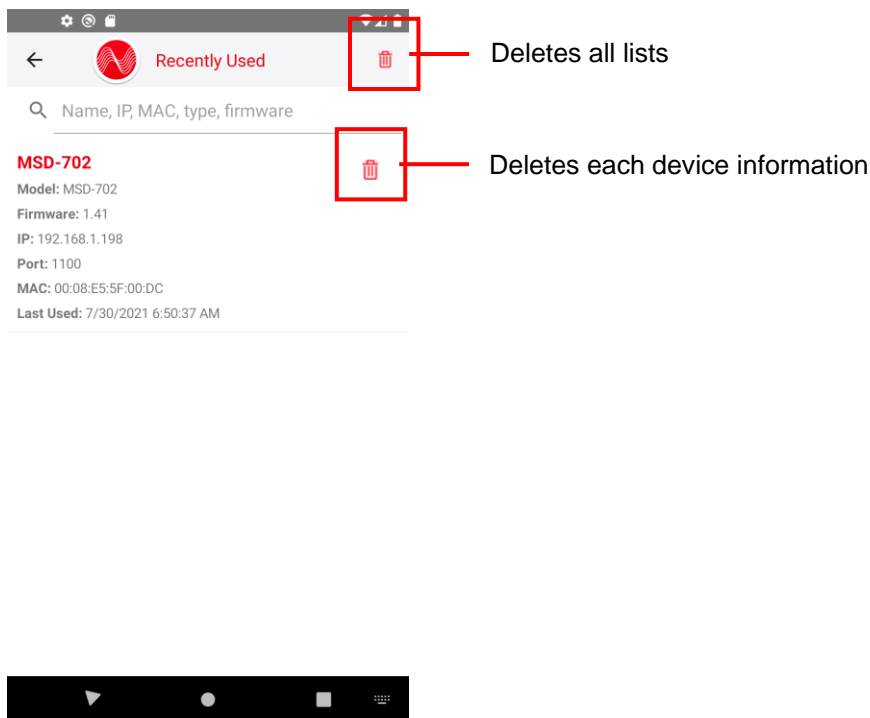 Recently Used
Deletes all lists
Name, IP, MAC, type, firmware
MSD-702
Deletes each device information
Model: MSD-702
Firmware: 1.41
IP: 192.168.1.198
Port: 1100
MAC: 00:08:E5:5F:00:DC
Last Used: 7/30/2021 6:50:37 AM